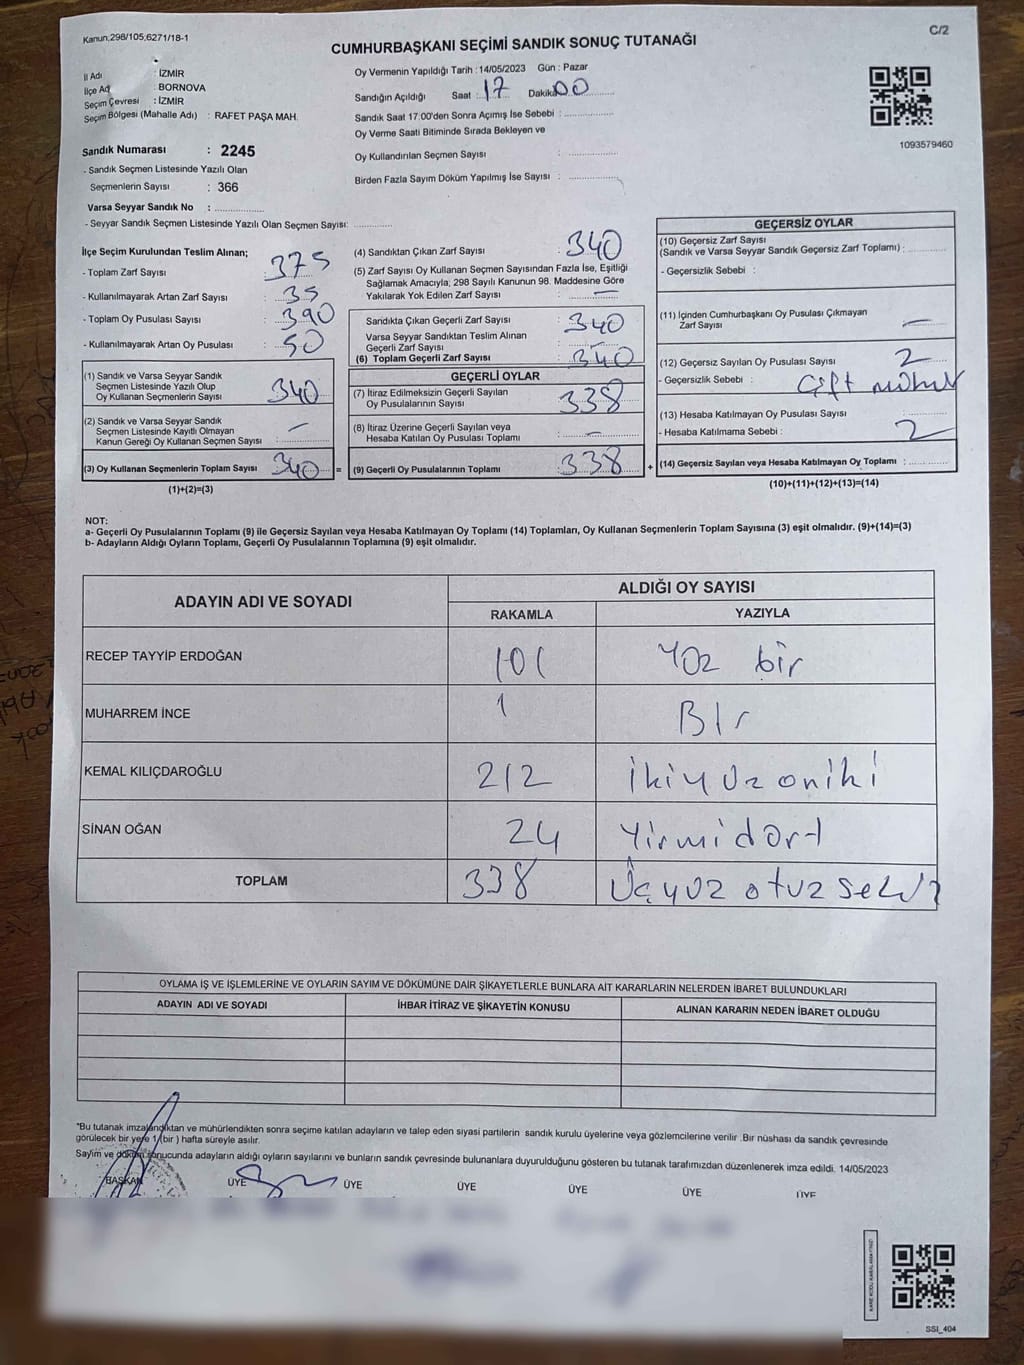 Kanun;298/105,6271/18-1
C/2
CUMHURBAŞKANI SEÇİMİ SANDIK SONUÇ TUTANAĞI
İl Adı : İZMİR
İlçe Ad : BORNOVA
Seçim Çevresi : İZMİR
Seçim Bölgesi (Mahalle Adı) : RAFET PAŞA MAH.
Oy Vermenin Yapıldığı Tarih : 14/05/2023 Gün : Pazar
Sandığın Açıldığı Saat : 17 Dakika 00
Sandık Saat 17:00'den Sonra Açımış İse Sebebi :
Oy Verme Saati Bitiminde Sırada Bekleyen ve
Oy Kullandırılan Seçmen Sayısı :
Birden Fazla Sayım Döküm Yapılmış İse Sayısı :
1093579460
Sandık Numarası : 2245
- Sandık Seçmen Listesinde Yazılı Olan
Seçmenlerin Sayısı : 366
Varsa Seyyar Sandık No :
- Seyyar Sandık Seçmen Listesinde Yazılı Olan Seçmen Sayısı:
İlçe Seçim Kurulundan Teslim Alınan;
- Toplam Zarf Sayısı : 375
- Kullanılmayarak Artan Zarf Sayısı : 35
- Toplam Oy Pusulası Sayısı : 390
- Kullanılmayarak Artan Oy Pusulası : 50
(1) Sandık ve Varsa Seyyar Sandık
Seçmen Listesinde Yazılı Olup
Oy Kullanan Seçmenlerin Sayısı : 340
(2) Sandık ve Varsa Seyyar Sandık
Seçmen Listesinde Kayıtlı Olmayan
Kanun Gereği Oy Kullanan Seçmen Sayısı : -
(3) Oy Kullanan Seçmenlerin Toplam Sayısı 340 =
(1)+(2)=(3)
(4) Sandıktan Çıkan Zarf Sayısı : 340
(5) Zarf Sayısı Oy Kullanan Seçmen Sayısından Fazla İse, Eşitliği
Sağlamak Amacıyla; 298 Sayılı Kanunun 98. Maddesine Göre
Yakılarak Yok Edilen Zarf Sayısı : -
Sandıkta Çıkan Geçerli Zarf Sayısı : 340
Varsa Seyyar Sandıktan Teslim Alınan
Geçerli Zarf Sayısı : -
(6) Toplam Geçerli Zarf Sayısı : 340
GEÇERLİ OYLAR
(7) İtiraz Edilmeksizin Geçerli Sayılan
Oy Pusulalarının Sayısı : 338
(8) İtiraz Üzerine Geçerli Sayılan veya
Hesaba Katılan Oy Pusulası Toplamı : -
(9) Geçerli Oy Pusulalarının Toplamı : 338 +
GEÇERSİZ OYLAR
(10) Geçersiz Zarf Sayısı
(Sandık ve Varsa Seyyar Sandık Geçersiz Zarf Toplamı) :
- Geçersizlik Sebebi :
(11) İçinden Cumhurbaşkanı Oy Pusulası Çıkmayan
Zarf Sayısı : -
(12) Geçersiz Sayılan Oy Pusulası Sayısı : 2
- Geçersizlik Sebebi : Çift mühür
(13) Hesaba Katılmayan Oy Pusulası Sayısı :
- Hesaba Katılmama Sebebi : 2
(14) Geçersiz Sayılan veya Hesaba Katılmayan Oy Toplamı :
(10)+(11)+(12)+(13)=(14)
NOT:
a- Geçerli Oy Pusulalarının Toplamı (9) ile Geçersiz Sayılan veya Hesaba Katılmayan Oy Toplamı (14) Toplamları, Oy Kullanan Seçmenlerin Toplam Sayısına (3) eşit olmalıdır. (9)+(14)=(3)
b- Adayların Aldığı Oyların Toplamı, Geçerli Oy Pusulalarının Toplamına (9) eşit olmalıdır.
ADAYIN ADI VE SOYADI
ALDIĞI OY SAYISI
RAKAMLA YAZIYLA
RECEP TAYYİP ERDOĞAN 101 Yüz bir
MUHARREM İNCE 1 BIr
KEMAL KILIÇDAROĞLU 212 İkiyüz oniki
SİNAN OĞAN 24 Yirmidört
TOPLAM 338 Üçyüz otuz sekiz
OYLAMA İŞ VE İŞLEMLERİNE VE OYLARIN SAYIM VE DÖKÜMÜNE DAİR ŞİKAYETLERLE BUNLARA AİT KARARLARIN NELERDEN İBARET BULUNDUKLARI
ADAYIN ADI VE SOYADI İHBAR İTİRAZ VE ŞİKAYETİN KONUSU ALINAN KARARIN NEDEN İBARET OLDUĞU
"Bu tutanak imzalandıktan ve mühürlendikten sonra seçime katılan adayların ve talep eden siyasi partilerin sandık kurulu üyelerine veya gözlemcilerine verilir .Bir nüshası da sandık çevresinde
görülecek bir yere 1 (bir ) hafta süreyle asılır.
Sayım ve döküm sonucunda adayların aldığı oyların sayılarını ve bunların sandık çevresinde bulunanlara duyurulduğunu gösteren bu tutanak tarafımızdan düzenlenerek imza edildi. 14/05/2023
BAŞKAN ÜYE ÜYE ÜYE ÜYE ÜYE ÜYE
SSI_404